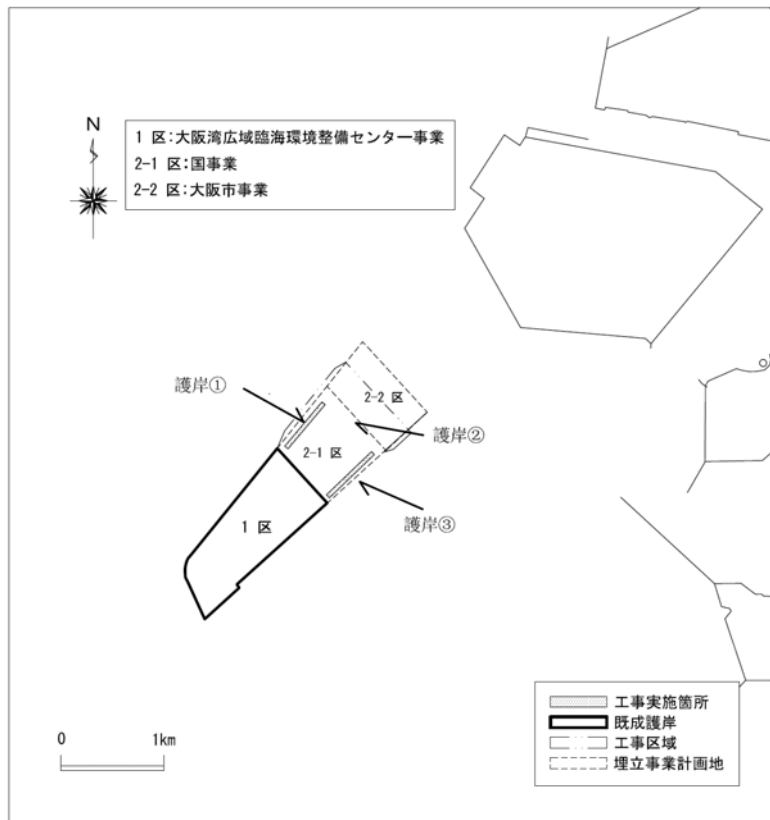 N
1 区:大阪湾広域臨海環境整備センター事業
2-1 区:国事業
2-2 区:大阪市事業
護岸①
2-2 区
護岸②
2-1 区
護岸③
1 区
0 1km
工事実施箇所
既成護岸
工事区域
埋立事業計画地